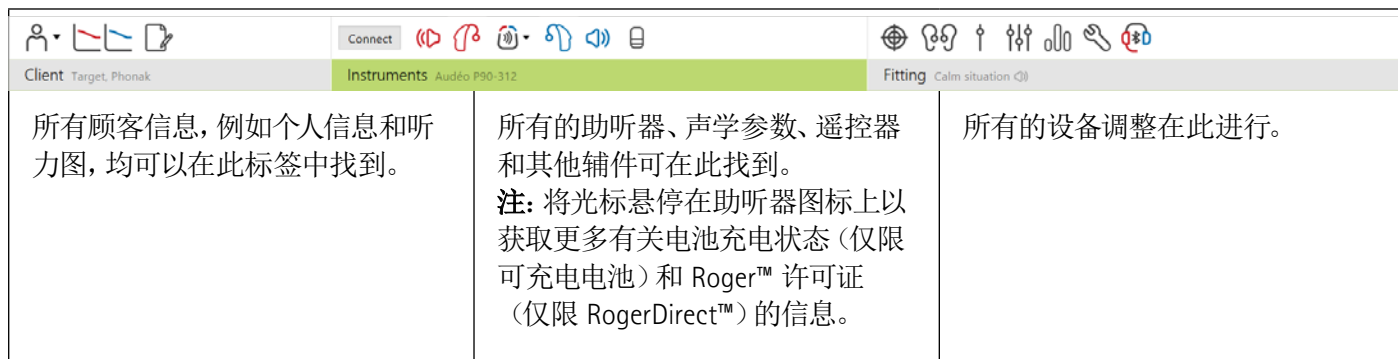 Connect
Client Target, Phonak
Instruments Audéo P90-312
Fitting Calm situation
所有顾客信息，例如个人信息和听
力图，均可以在此标签中找到。
所有的助听器、声学参数、遥控器
和其他辅件可在此找到。
注: 将光标悬停在助听器图标上以
获取更多有关电池充电状态（仅限
可充电电池）和 Roger™ 许可证
（仅限 RogerDirect™）的信息。
所有的设备调整在此进行。